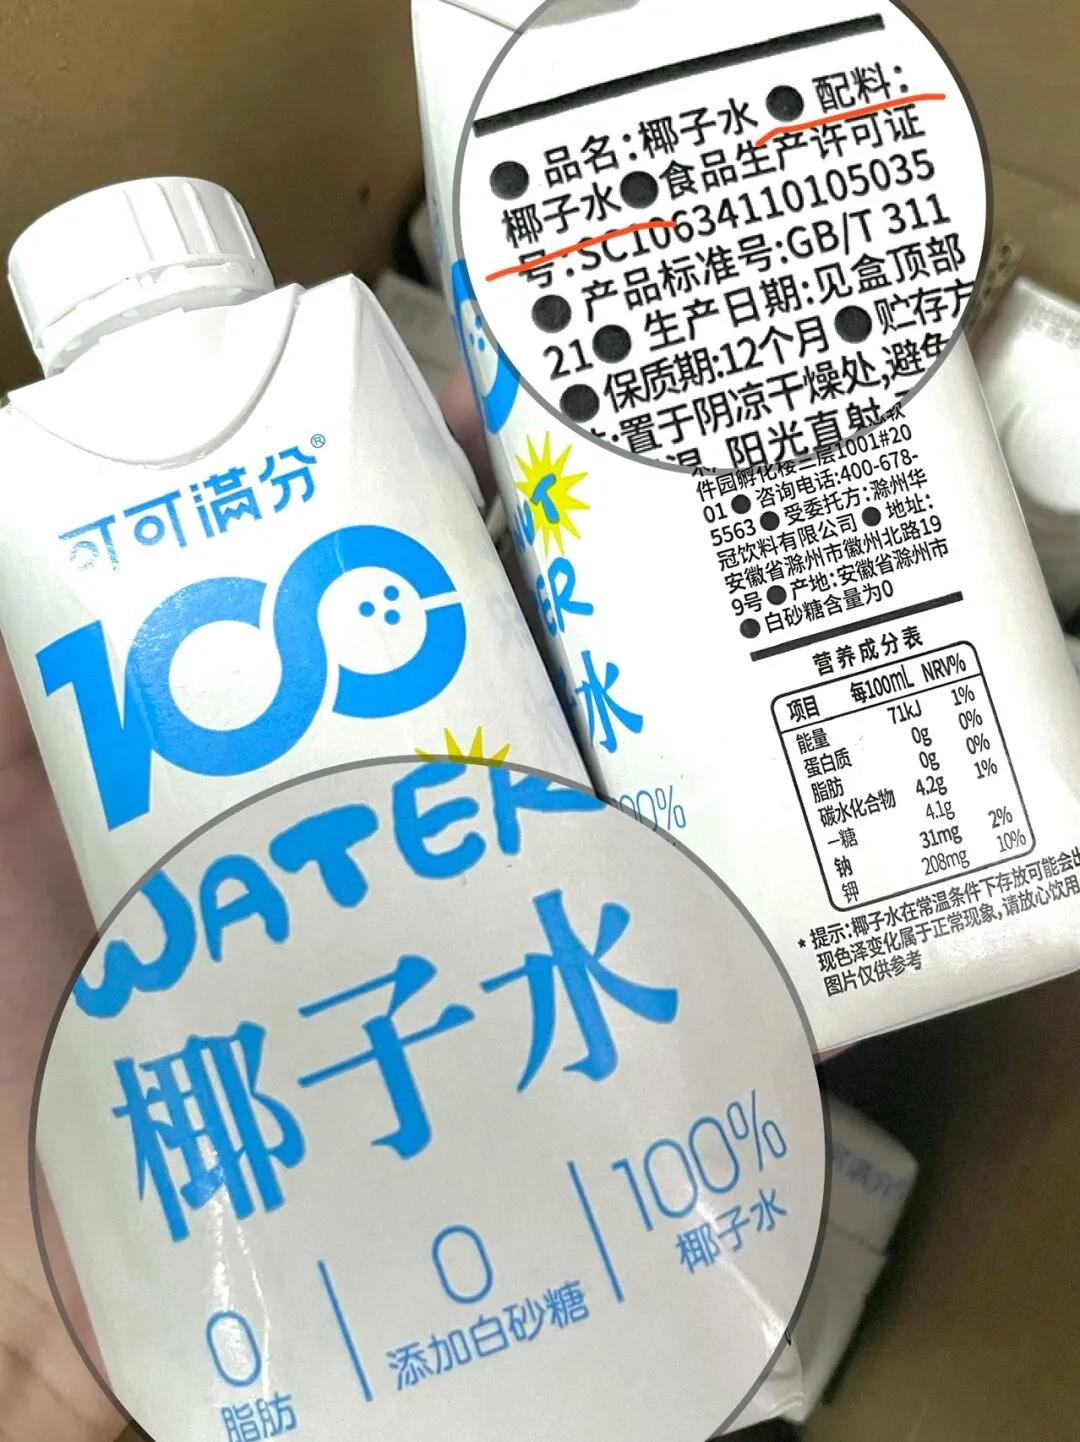 可可满分®
100
WATER
椰子水
0
脂肪
0
添加白砂糖
100%
椰子水
●品名:椰子水●配料:
椰子水●食品生产许可证
号:SC10634110105035
●产品标准号:GB/T 311
21●生产日期:见盒顶部
●保质期:12个月●贮存方
:置于阴凉干燥处,避免
温、阳光直射
件园孵化楼三层1001#20
01●咨询电话:400-678-
5563●受委托方:滁州华
冠饮料有限公司●地址:
安徽省滁州市徽州北路19
9号●产地:安徽省滁州市
●白砂糖含量为0
营养成分表
项目 每100mL NRV%
能量 71KJ 1%
蛋白质 0g 0%
脂肪 0g 0%
碳水化合物 4.2g 1%
—糖 4.1g
钠 31mg 2%
钾 208mg 10%
*提示:椰子水在常温条件下存放可能会出
现色泽变化属于正常现象,请放心饮用
图片仅供参考
ER
水
100%